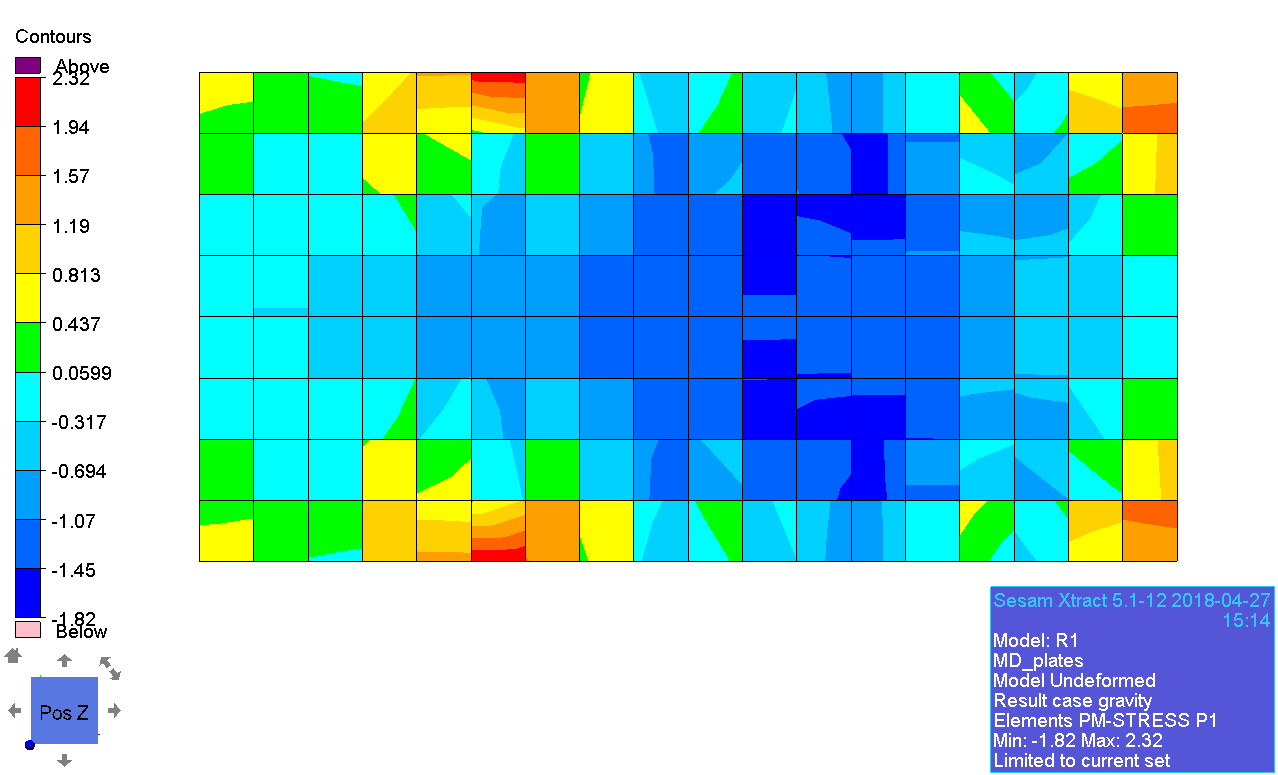 Contours
Above
2.32
1.94
1.57
1.19
0.813
0.437
0.0599
-0.317
-0.694
-1.07
-1.45
-1.82
Below
Pos Z
Sesam Xtract 5.1-12 2018-04-27
15:14
Model: R1
MD_plates
Model Undeformed
Result case gravity
Elements PM-STRESS P1
Min: -1.82 Max: 2.32
Limited to current set